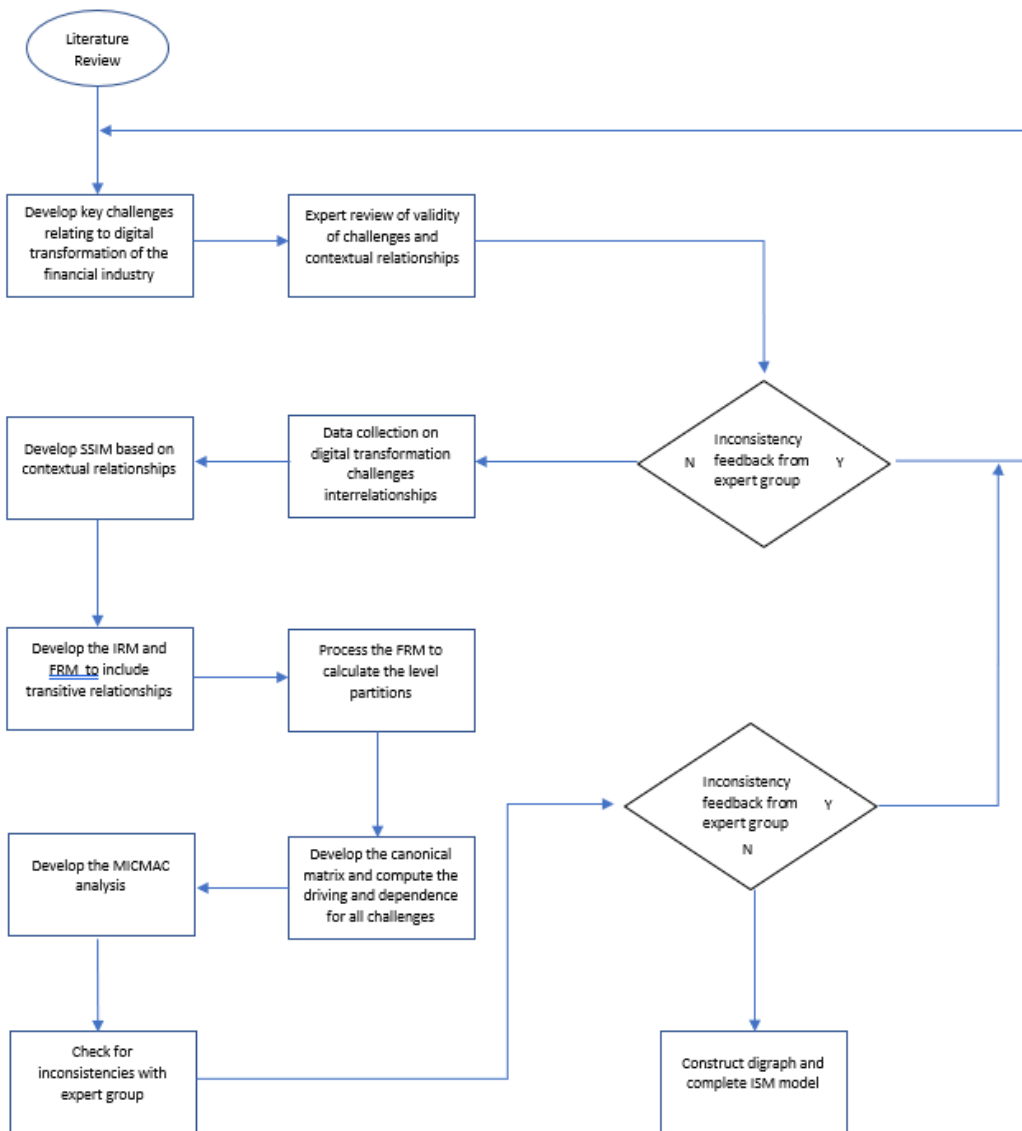 Literature
Review
Develop key challenges
relating to digital
transformation of the
financial industry
Expert review of validity
of challenges and
contextual relationships
Inconsistency
N feedback from Y
expert group
Data collection on
digital transformation
challenges
interrelationships
Develop SSIM based on
contextual relationships
Develop the IRM and
FRM to include
transitive relationships
Process the FRM to
calculate the level
partitions
Develop the canonical
matrix and compute the
driving and dependence
for all challenges
Develop the MICMAC
analysis
Check for
inconsistencies with
expert group
Inconsistency
feedback from Y
expert group
N
Construct digraph and
complete ISM model